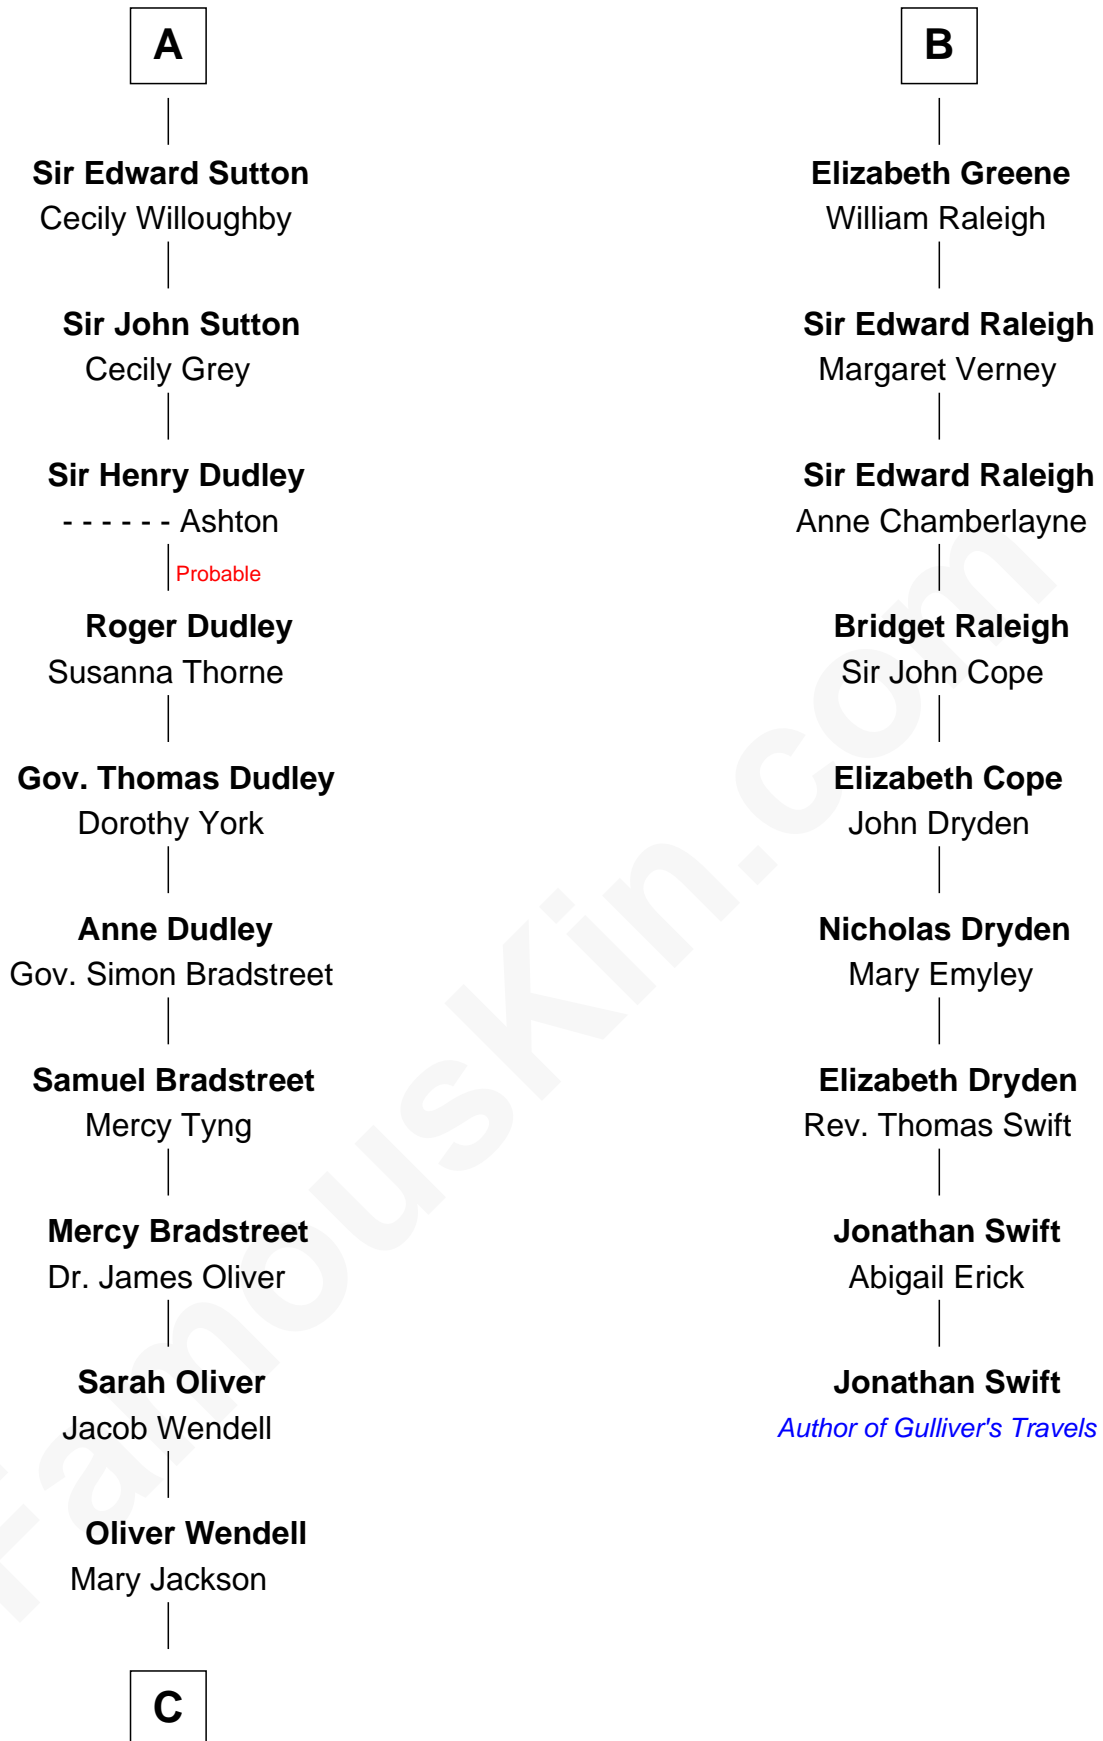 A
Sir Edward Sutton
Cecily Willoughby
Sir John Sutton
Cecily Grey
Sir Henry Dudley
- - - - - - Ashton
Probable
Roger Dudley
Susanna Thorne
Gov. Thomas Dudley
Dorothy York
Anne Dudley
Gov. Simon Bradstreet
Samuel Bradstreet
Mercy Tyng
Mercy Bradstreet
Dr. James Oliver
Sarah Oliver
Jacob Wendell
Oliver Wendell
Mary Jackson
C
B
Elizabeth Greene
William Raleigh
Sir Edward Raleigh
Margaret Verney
Sir Edward Raleigh
Anne Chamberlayne
Bridget Raleigh
Sir John Cope
Elizabeth Cope
John Dryden
Nicholas Dryden
Mary Emyley
Elizabeth Dryden
Rev. Thomas Swift
Jonathan Swift
Abigail Erick
Jonathan Swift
Author of Gulliver's Travels
FamousKin.com